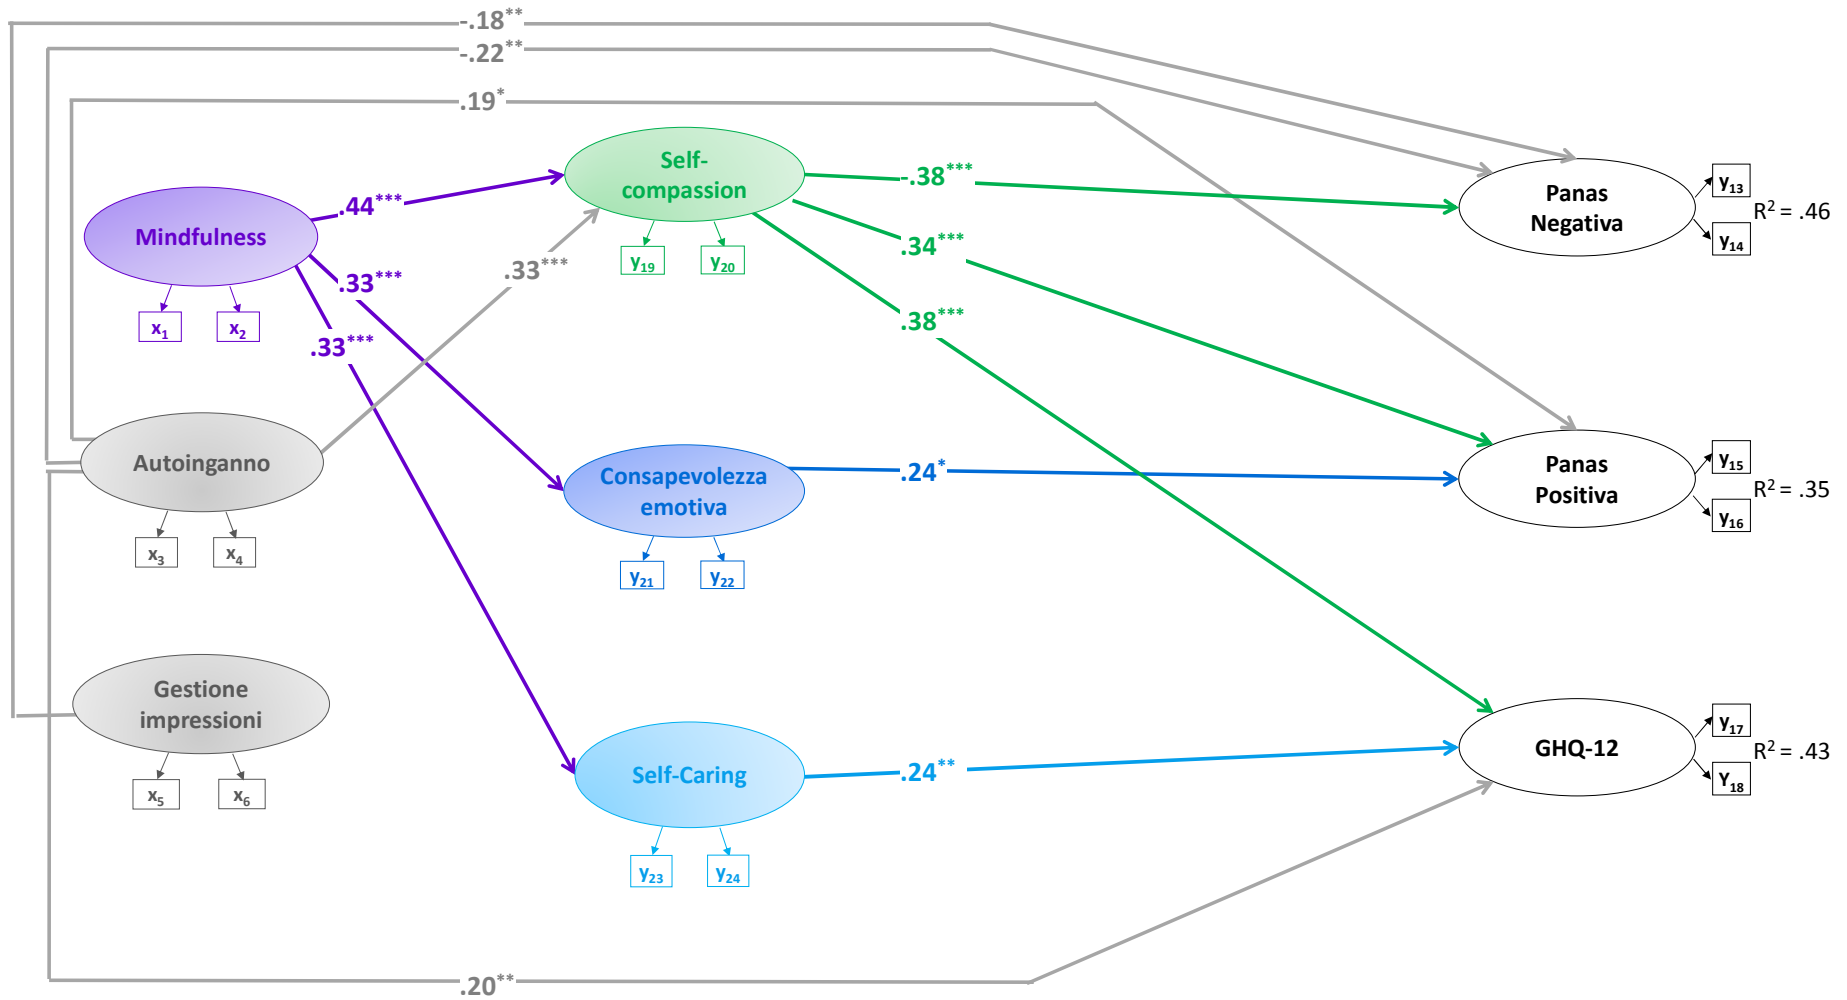 -.18**
-.22**
.19*
Self-
compassion
-.38***
Panas
Negativa
y13
y14
R2 = .46
Mindfulness
.44***
.33***
.33***
x1
x2
y19
y20
.33***
.34***
.38***
Autoinganno
x3
x4
Consapevolezza
emotiva
y21
y22
.24*
Panas
Positiva
y15
y16
R2 = .35
Gestione
impressioni
x5
x6
Self-Caring
y23
y24
.24**
GHQ-12
y17
Y18
R2 = .43
.20**